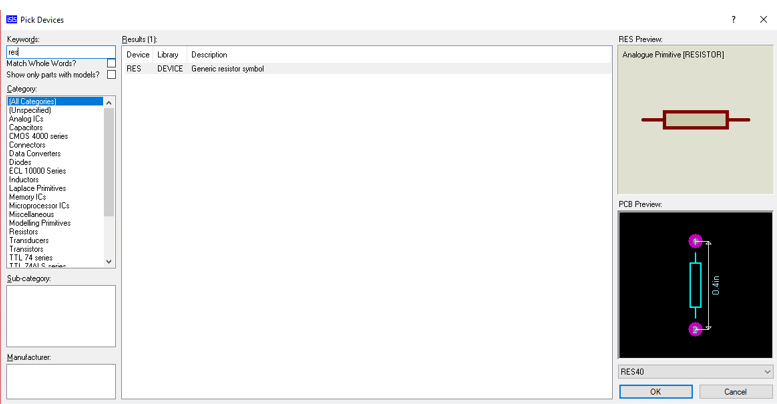 ISIS Pick Devices
? ×
Keywords:
res
Match Whole Words?
Show only parts with models?
Category:
(All Categories)
(Unspecified)
Analog ICs
Capacitors
CMOS 4000 series
Connectors
Data Converters
Diodes
ECL 10000 Series
Inductors
Laplace Primitives
Memory ICs
Microprocessor ICs
Miscellaneous
Modelling Primitives
Resistors
Transducers
Transistors
TTL 74 series
TTL 74ALS series
Sub-category:
Manufacturer:
Results (1):
Device Library Description
RES DEVICE Generic resistor symbol
RES Preview:
Analogue Primitive [RESISTOR]
PCB Preview:
1
0.4in
2
RES40
OK Cancel